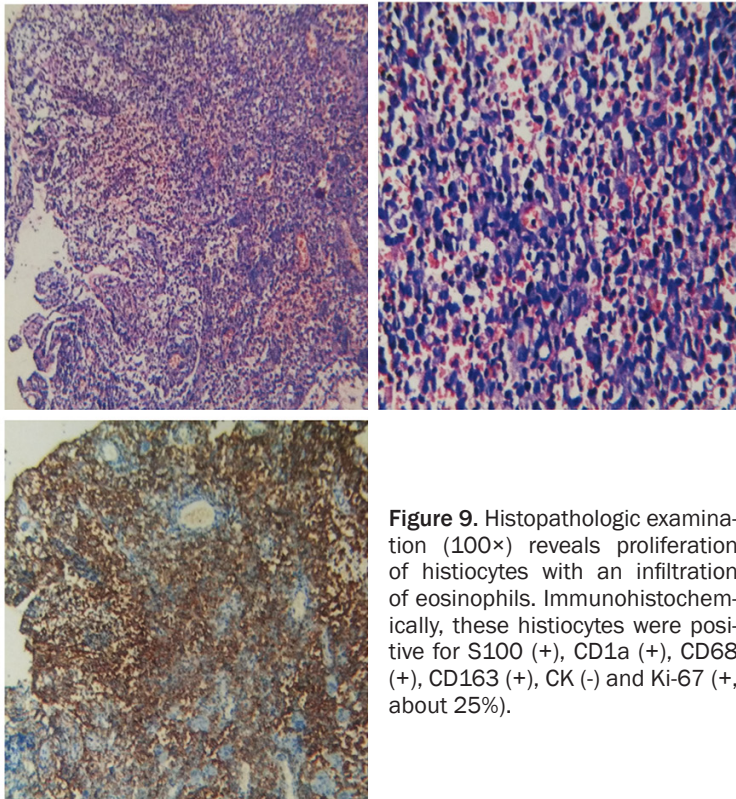 Figure 9. Histopathologic examina-
tion (100×) reveals proliferation
of histiocytes with an infiltration
of eosinophils. Immunohistochem-
ically, these histiocytes were posi-
tive for S100 (+), CD1a (+), CD68
(+), CD163 (+), CK (-) and Ki-67 (+,
about 25%).